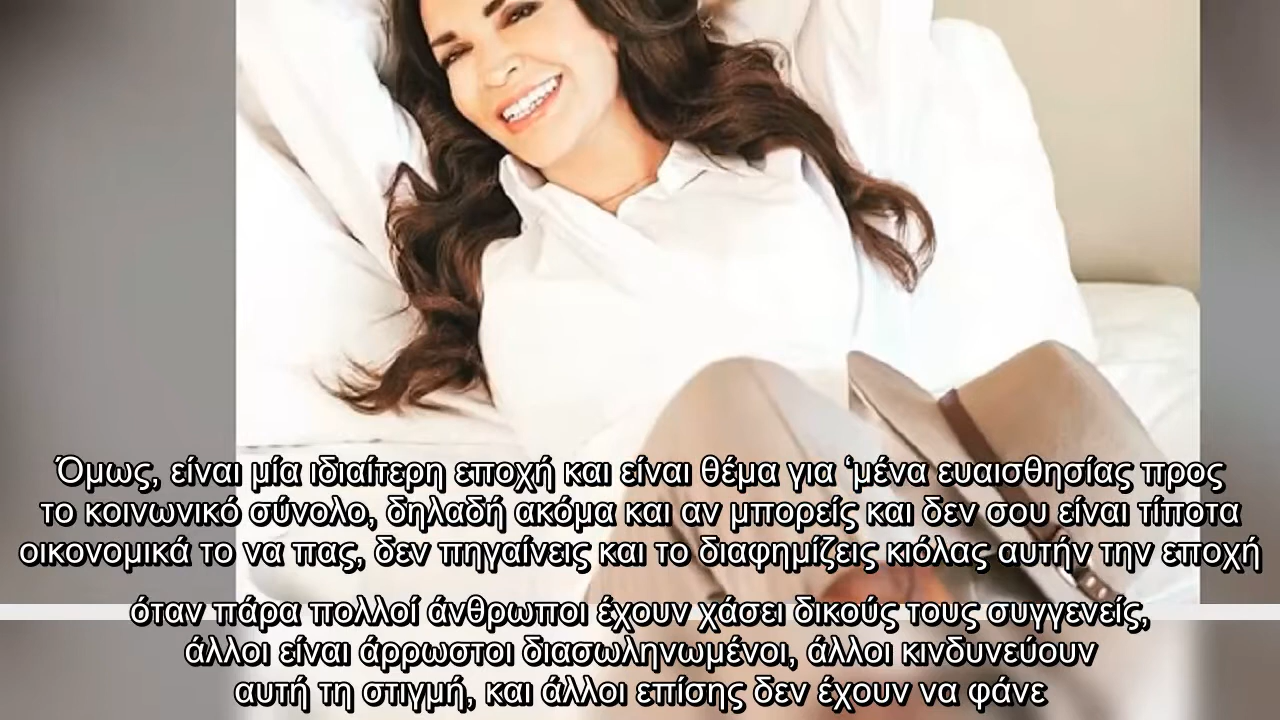 Όμως, είναι μία ιδιαίτερη εποχή και είναι θέμα για ‘μένα ευαισθησίας προς
το κοινωνικό σύνολο, δηλαδή ακόμα και αν μπορείς και δεν σου είναι τίποτα
οικονομικά το να πας, δεν πηγαίνεις και το διαφημίζεις κιόλας αυτήν την εποχή
όταν πάρα πολλοί άνθρωποι έχουν χάσει δικούς τους συγγενείς,
άλλοι είναι άρρωστοι διασωληνωμένοι, άλλοι κινδυνεύουν
αυτή τη στιγμή, και άλλοι επίσης δεν έχουν να φάνε